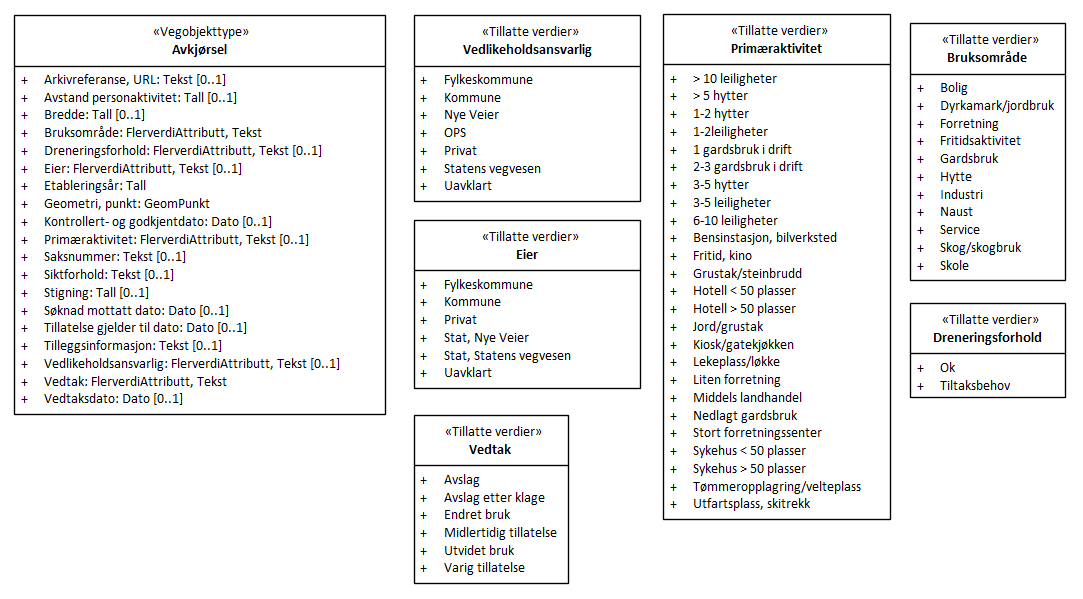 «Vegobjekttype»
Avkjørsel
+ Arkivreferanse, URL: Tekst [0..1]
+ Avstand personaktivitet: Tall [0..1]
+ Bredde: Tall [0..1]
+ Bruksområde: FlerverdiAttributt, Tekst
+ Dreneringsforhold: FlerverdiAttributt, Tekst [0..1]
+ Eier: FlerverdiAttributt, Tekst [0..1]
+ Etableringsår: Tall
+ Geometri, punkt: GeomPunkt
+ Kontrollert- og godkjentdato: Dato [0..1]
+ Primæraktivitet: FlerverdiAttributt, Tekst [0..1]
+ Saksnummer: Tekst [0..1]
+ Siktforhold: Tekst [0..1]
+ Stigning: Tall [0..1]
+ Søknad mottatt dato: Dato [0..1]
+ Tillatelse gjelder til dato: Dato [0..1]
+ Tilleggsinformasjon: Tekst [0..1]
+ Vedlikeholdsansvarlig: FlerverdiAttributt, Tekst [0..1]
+ Vedtak: FlerverdiAttributt, Tekst
+ Vedtaksdato: Dato [0..1]
«Tillatte verdier»
Vedlikeholdsansvarlig
+ Fylkeskommune
+ Kommune
+ Nye Veier
+ OPS
+ Privat
+ Statens vegvesen
+ Uavklart
«Tillatte verdier»
Eier
+ Fylkeskommune
+ Kommune
+ Privat
+ Stat, Nye Veier
+ Stat, Statens vegvesen
+ Uavklart
«Tillatte verdier»
Vedtak
+ Avslag
+ Avslag etter klage
+ Endret bruk
+ Midlertidig tillatelse
+ Utvidet bruk
+ Varig tillatelse
«Tillatte verdier»
Primæraktivitet
+ > 10 leiligheter
+ > 5 hytter
+ 1-2 hytter
+ 1-2leiligheter
+ 1 gardsbruk i drift
+ 2-3 gardsbruk i drift
+ 3-5 hytter
+ 3-5 leiligheter
+ 6-10 leiligheter
+ Bensinstasjon, bilverksted
+ Fritid, kino
+ Grustak/steinbrudd
+ Hotell < 50 plasser
+ Hotell > 50 plasser
+ Jord/grustak
+ Kiosk/gatekjøkken
+ Lekeplass/løkke
+ Liten forretning
+ Middels landhandel
+ Nedlagt gardsbruk
+ Stort forretningssenter
+ Sykehus < 50 plasser
+ Sykehus > 50 plasser
+ Tømmeropplagring/velteplass
+ Utfartsplass, skitrekk
«Tillatte verdier»
Bruksområde
+ Bolig
+ Dyrkamark/jordbruk
+ Forretning
+ Fritidsaktivitet
+ Gardsbruk
+ Hytte
+ Industri
+ Naust
+ Service
+ Skog/skogbruk
+ Skole
«Tillatte verdier»
Dreneringsforhold
+ Ok
+ Tiltaksbehov